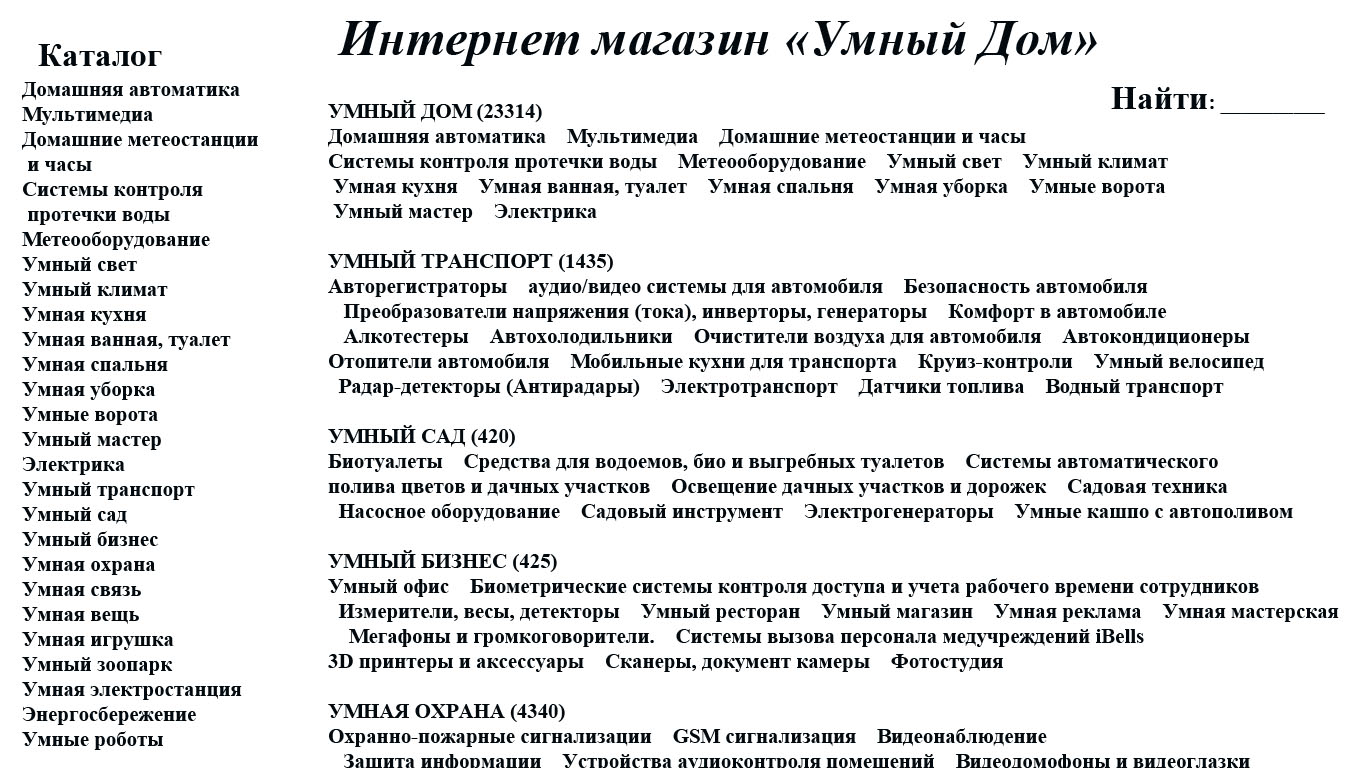 Интернет магазин «Умный Дом»
Каталог
Домашняя автоматика
Мультимедиа
Домашние метеостанции
и часы
Системы контроля
протечки воды
Метеооборудование
Умный свет
Умный климат
Умная кухня
Умная ванная, туалет
Умная спальня
Умная уборка
Умные ворота
Умный мастер
Электрика
Умный транспорт
Умный сад
Умный бизнес
Умная охрана
Умная связь
Умная вещь
Умная игрушка
Умный зоопарк
Умная электростанция
Энергосбережение
Умные роботы
Найти: __________
УМНЫЙ ДОМ (23314)
Домашняя автоматика Мультимедиа Домашние метеостанции и часы
Системы контроля протечки воды Метеооборудование Умный свет Умный климат
Умная кухня Умная ванная, туалет Умная спальня Умная уборка Умные ворота
Умный мастер Электрика
УМНЫЙ ТРАНСПОРТ (1435)
Авторегистраторы аудио/видео системы для автомобиля Безопасность автомобиля
Преобразователи напряжения (тока), инверторы, генераторы Комфорт в автомобиле
Алкотестеры Автохолодильники Очистители воздуха для автомобиля Автокондиционеры
Отопители автомобиля Мобильные кухни для транспорта Круиз-контроли Умный велосипед
Радар-детекторы (Антирадары) Электротранспорт Датчики топлива Водный транспорт
УМНЫЙ САД (420)
Биотуалеты Средства для водоемов, био и выгребных туалетов Системы автоматического
полива цветов и дачных участков Освещение дачных участков и дорожек Садовая техника
Насосное оборудование Садовый инструмент Электрогенераторы Умные кашпо с автополивом
УМНЫЙ БИЗНЕС (425)
Умный офис Биометрические системы контроля доступа и учета рабочего времени сотрудников
Измерители, весы, детекторы Умный ресторан Умный магазин Умная реклама Умная мастерская
Мегафоны и громкоговорители. Системы вызова персонала медучреждений iBells
3D принтеры и аксессуары Сканеры, документ камеры Фотостудия
УМНАЯ ОХРАНА (4340)
Охранно-пожарные сигнализации GSM сигнализация Видеонаблюдение
Защита информации Устройства аудиоконтроля помещений Видеодомофоны и видеоглазки